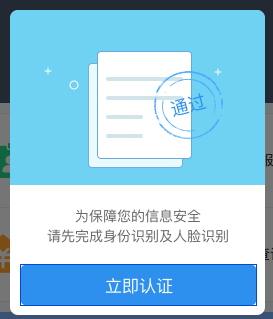 通过
为保障您的信息安全
请先完成身份识别及人脸识别
立即认证